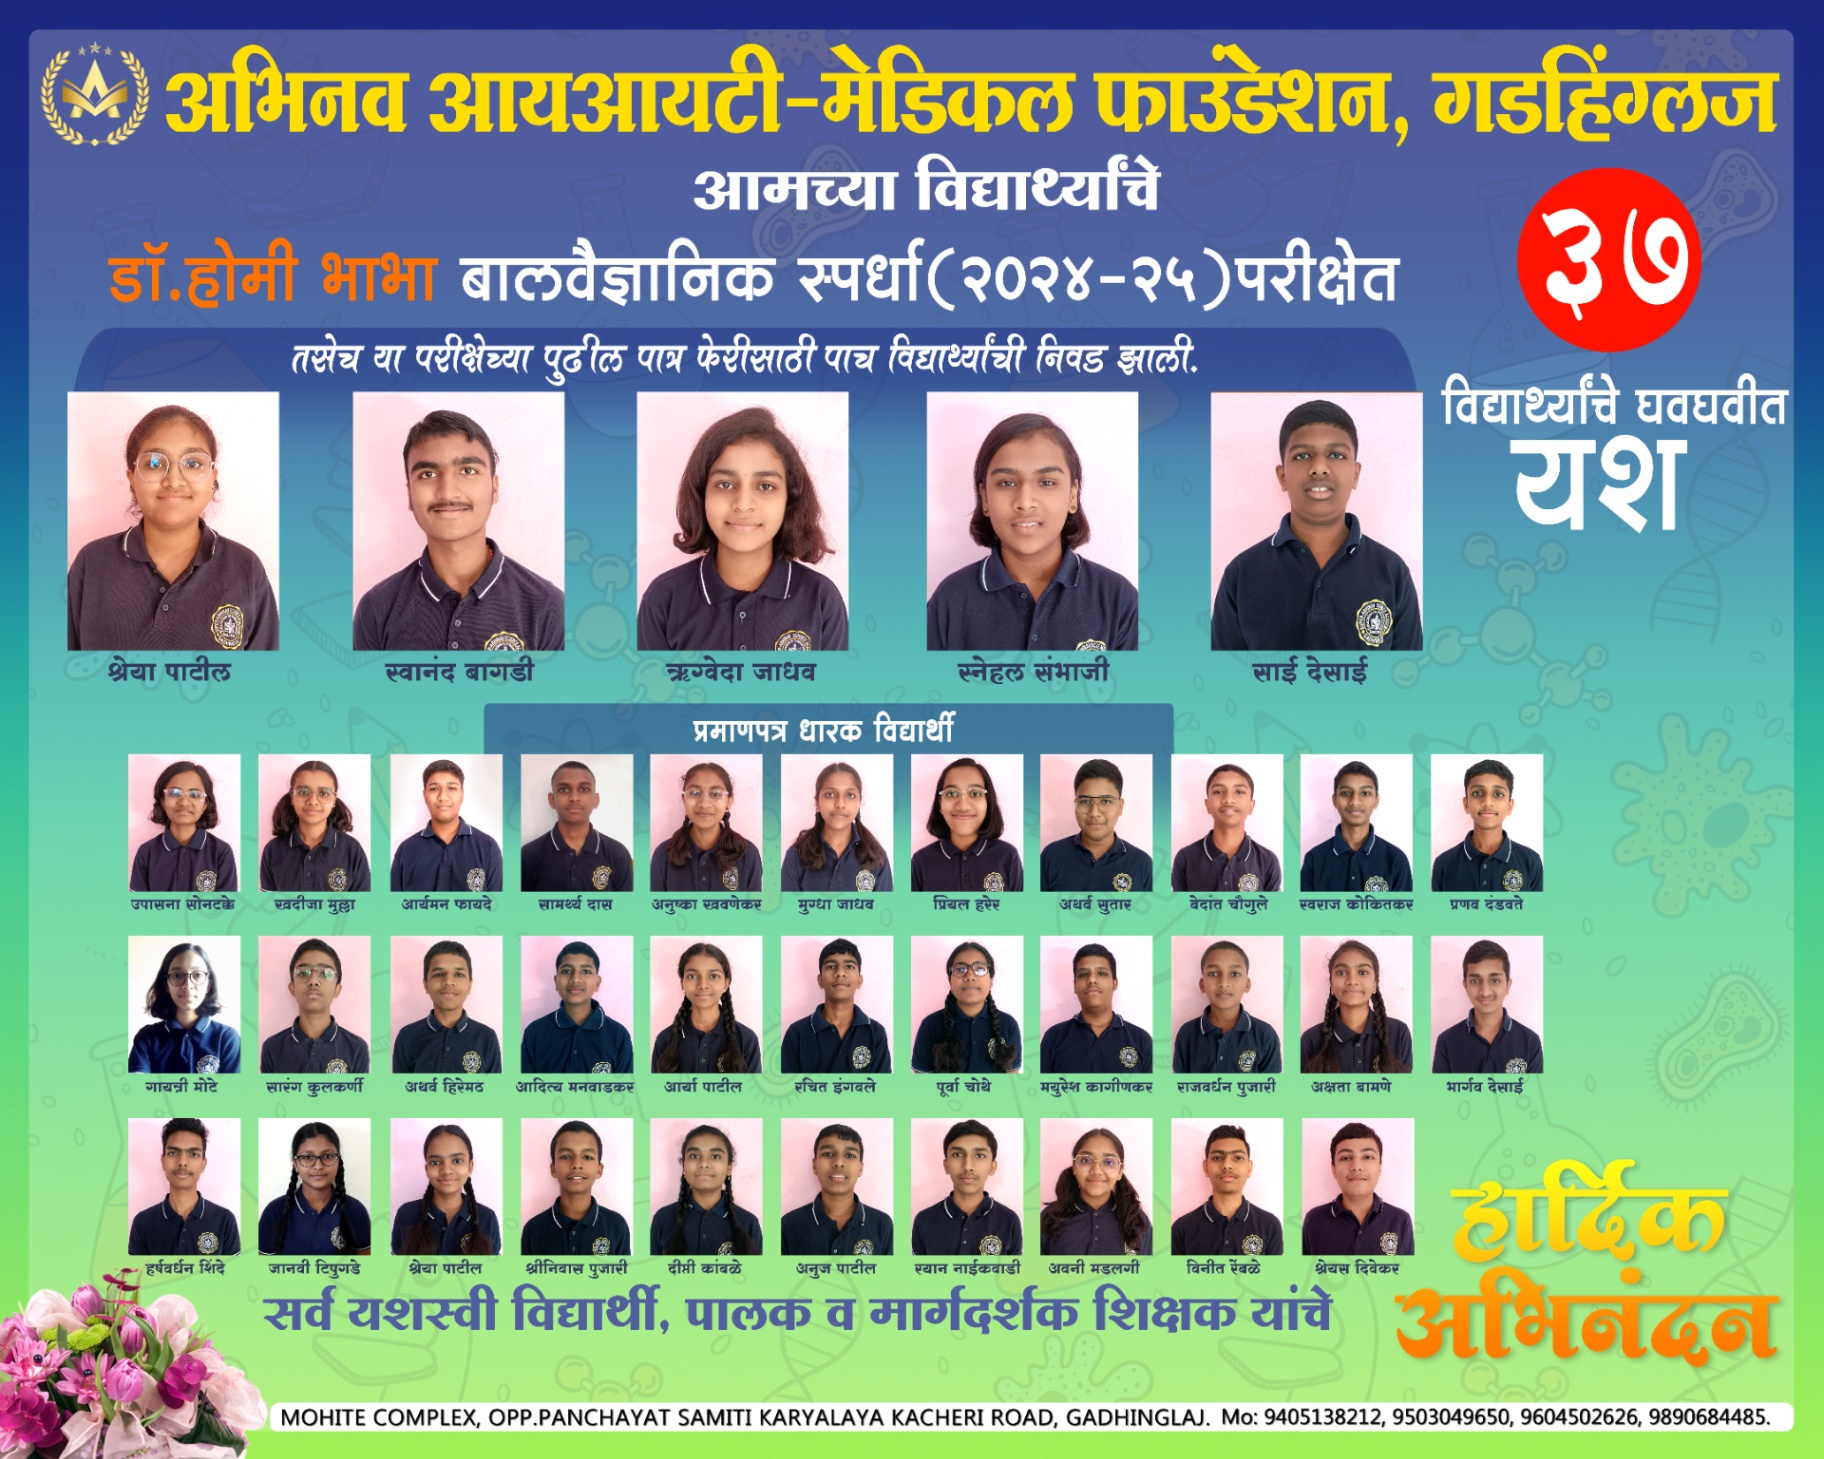 अभिनव आयआयटी-मेडिकल फाउंडेशन, गडहिंग्लज
आमच्या विद्यार्थ्यांचे
डॉ.होमी भाभा बालवैज्ञानिक स्पर्धा(२०२४-२५)परीक्षेत
३७
विद्यार्थ्यांचे घवघवीत
यश
तसेच या परीक्षेच्या पुढील पात्र फेरीसाठी पाच विद्यार्थ्यांची निवड झाली.
श्रेया पाटील स्वानंद बागडी ऋग्वेदा जाधव स्नेहल संभाजी साई देसाई
प्रमाणपत्र धारक विद्यार्थी
उपासना सोनटक्के खदीजा मुल्ला आर्यमन फायदे सामर्थ्य दास अनुष्का खवणेकर मुग्धा जाधव प्रियल हरेर अथर्व सुतार वेदांत चौगुले स्वराज कोकितकर प्रणव दंडवते
गायत्री मोटे सारंग कुलकर्णी अथर्व हिरेमठ आदित्य मनवाडकर आर्या पाटील रचित इंगवले पूर्वा चोथे मयुरेश कागीणकर राजवर्धन पुजारी अक्षता बामणे भार्गव देसाई
हर्षवर्धन शिंदे जानवी टिपुगडे श्रेया पाटील श्रीनिवास पुजारी दीप्ती कांबळे अनुज पाटील रयान नाईकवाडी अवनी मडलगी विनीत रेंबळे श्रेयस दिवेकर
सर्व यशस्वी विद्यार्थी, पालक व मार्गदर्शक शिक्षक यांचे
हार्दिक
अभिनंदन
MOHITE COMPLEX, OPP.PANCHAYAT SAMITI KARYALAYA KACHERI ROAD, GADHINGLAJ. Mo: 9405138212, 9503049650, 9604502626, 9890684485.